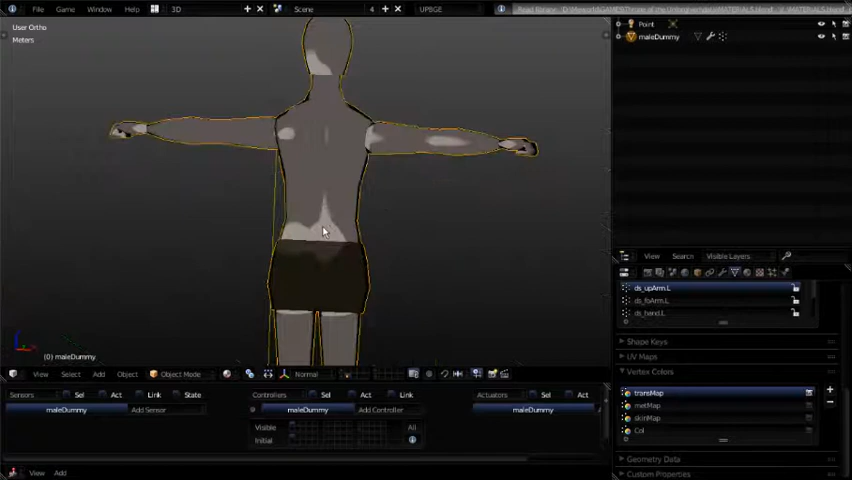 File Game Window Help 3D Scene 4 UPBGE
User Ortho
Meters
Point
maleDummy
View Search Visible Layers
ds_upArm.L
ds_foArm.L
ds_hand.L
Shape Keys
UV Maps
Vertex Colors
transMap
metMap
skinMap
Col
Geometry Data
Custom Properties
(0) maleDummy
View Select Add Object Object Mode Normal
Sensors Sel Act Link State Controllers Sel Act Link Actuators Sel Act
maleDummy Add Sensor maleDummy Add Controller maleDummy
Visible All
Initial
View Add